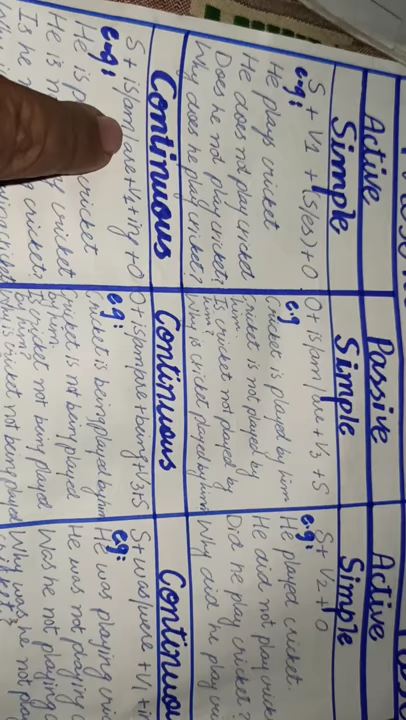 Active
Simple
S + V1 + (s/es) + O
e.g:
He plays cricket
He does not play cricket
Does he not play cricket?
Why does he play cricket?
Continuous
S + is/am/are + V1 + ing + O
e.g:
He is cricket
He is cricket
Is he cricket?
Passive
Simple
O + is/am/are + V3 + S
e.g
Cricket is played by him
Cricket is not played by
him.
Is cricket not played by
him?
Why is cricket played by him
Continuous
O + is/am/are + being + V3 + S
e.g:
Cricket is being played by him
Cricket is not being played
by him
Is cricket not being played
by him?
Why is cricket not being played
Active
Simple
S + V2 + O
e.g:
He played cricket.
He did not play
Did he play cricket?
Why did he play
Continuou
S + was/were + V1 +
eg:
He was playing
He was not playing
Was he not playing
Why was he not
cricket?